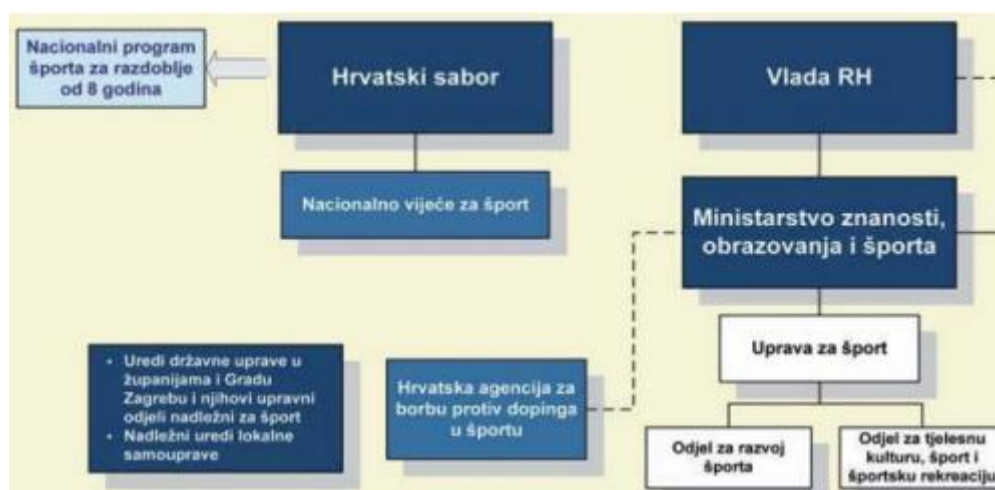 Nacionalni program
športa za razdoblje
od 8 godina
Hrvatski sabor
Vlada RH
Nacionalno vijeće za šport
Ministarstvo znanosti,
obrazovanja i športa
Uprava za šport
• Uredi državne uprave u
županijama i Gradu
Zagrebu i njihovi upravni
odjeli nadležni za šport
• Nadležni uredi lokalne
samouprave
Hrvatska agencija za
borbu protiv dopinga
u športu
Odjel za razvoj
športa
Odjel za tjelesnu
kulturu, šport i
športsku rekreaciju